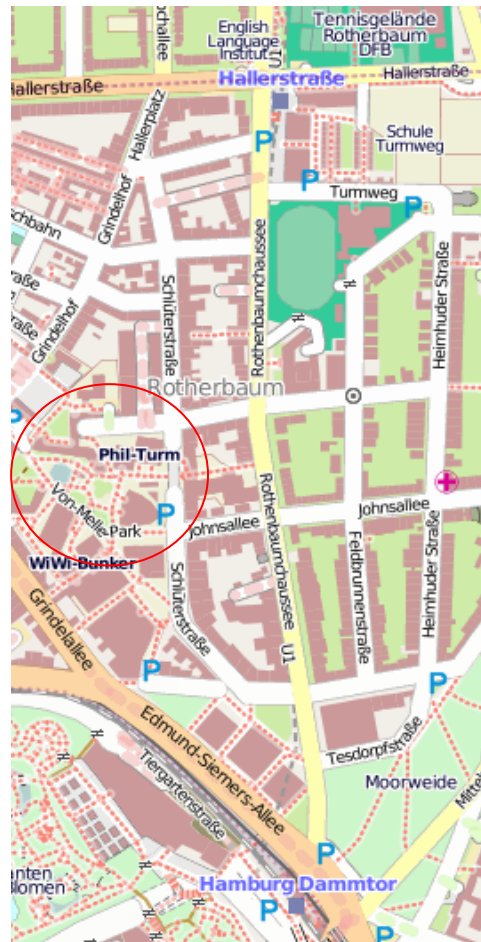 English
Language
Institut
Tennisgelände
Rotherbaum
DFB
U1
Hallerstraße
Hallerstraße
Hallerstraße
Schule
Turmweg
Hallerplatz
Turmweg
Grindelhof
Rothenbaumchaussee
Heimhuder Straße
Schlüterstraße
Grindelhof
Rotherbaum
Phil-Turm
Von-Melle-Park
Johnsallee
Johnsallee
Rothenbaumchaussee
Feldbrunnenstraße
Heimhuder Straße
WiWi-Bunker
Schlüterstraße
Grindelallee
U1
Edmund-Siemers-Allee
Tiergartenstraße
Tesdorpfstraße
Moorweide
Hamburg Dammtor
P
P
P
P
P
P
P
P
P
P
P